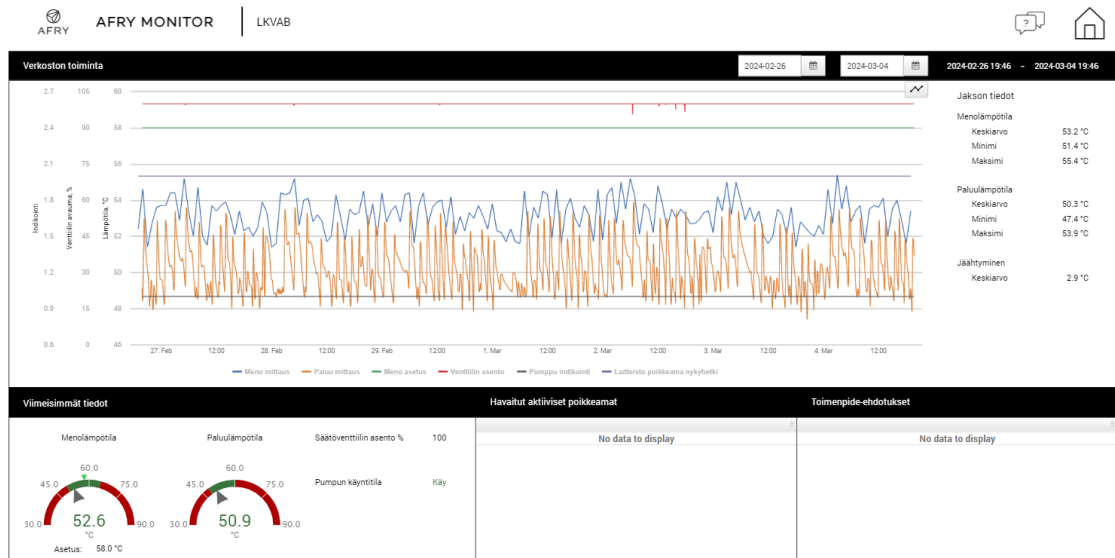 AFRY
AFRY MONITOR
LKVAB
?
Verkoston toiminta
2024-02-26
2024-03-04
2024-02-26 19:46 - 2024-03-04 19:46
2.7 105 60
2.4 90 58
2.1 75 56
1.8 60 54
1.5 45 52
1.2 30 60
0.9 15 48
0.6 0 46
Indikointi
Venttiilin avauma, %
Lämpötila, °C
27. Feb 12:00 28. Feb 12:00 29. Feb 12:00 1. Mar 12:00 2. Mar 12:00 3. Mar 12:00 4. Mar 12:00
Meno mittaus Paluu mittaus Meno asetus Venttiilin asento Pumppu indikointi Laitteisto poikkeama nykyhetki
Jakson tiedot
Menolämpötila
Keskiarvo 53.2 °C
Minimi 51.4 °C
Maksimi 55.4 °C
Paluulämpötila
Keskiarvo 50.3 °C
Minimi 47.4 °C
Maksimi 53.9 °C
Jäähtyminen
Keskiarvo 2.9 °C
Viimeisimmät tiedot
Menolämpötila
60.0
45.0 75.0
30.0 90.0
52.6
°C
Asetus: 58.0 °C
Paluulämpötila
60.0
45.0 75.0
30.0 90.0
50.9
°C
Säätöventtiilin asento % 100
Pumpun käyntitila Käy
Havaitut aktiiviset poikkeamat
No data to display
Toimenpide-ehdotukset
No data to display